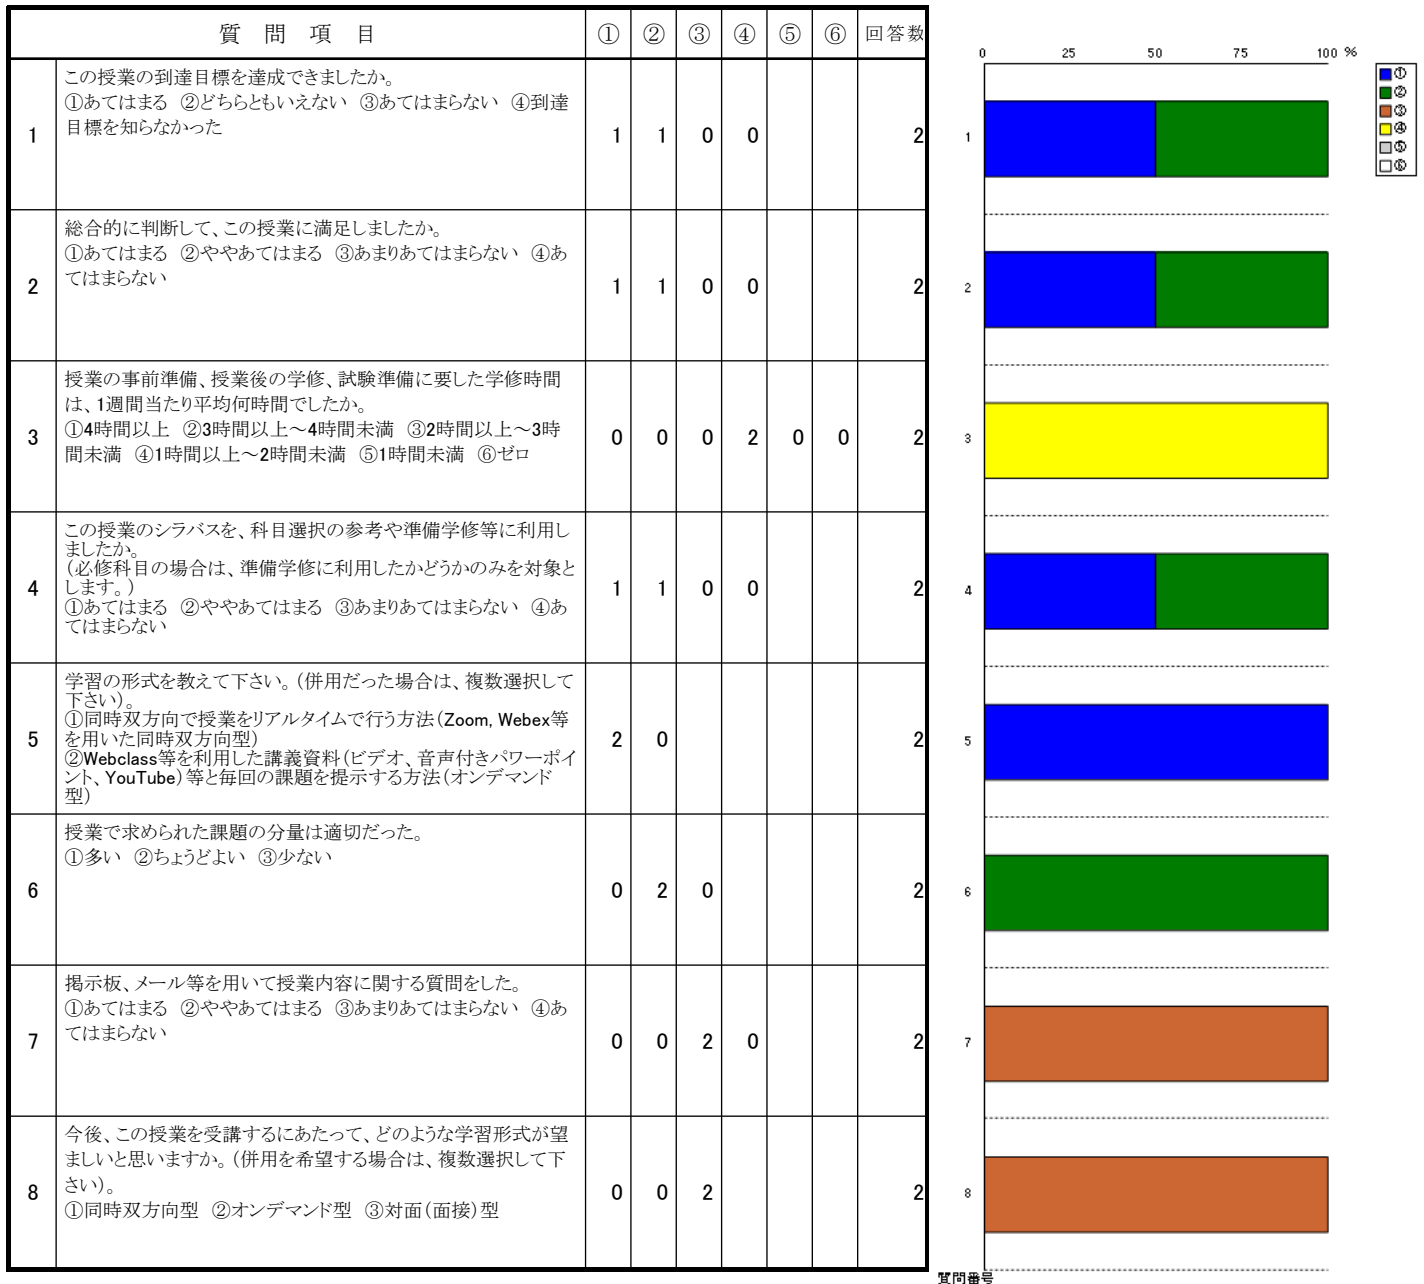 質 問 項 目 ① ② ③ ④ ⑤ ⑥ 回答数
1
この授業の到達目標を達成できましたか。
①あてはまる ②どちらともいえない ③あてはまらない ④到達
目標を知らなかった
1 1 0 0 2
2
総合的に判断して、この授業に満足しましたか。
①あてはまる ②ややあてはまる ③あまりあてはまらない ④あ
てはまらない
1 1 0 0 2
3
授業の事前準備、授業後の学修、試験準備に要した学修時間
は、1週間当たり平均何時間でしたか。
①4時間以上 ②3時間以上～4時間未満 ③2時間以上～3時
間未満 ④1時間以上～2時間未満 ⑤1時間未満 ⑥ゼロ
0 0 0 2 0 0 2
4
この授業のシラバスを、科目選択の参考や準備学修等に利用し
ましたか。
(必修科目の場合は、準備学修に利用したかどうかのみを対象と
します。)
①あてはまる ②ややあてはまる ③あまりあてはまらない ④あ
てはまらない
1 1 0 0 2
5
学習の形式を教えて下さい。(併用だった場合は、複数選択して
下さい)。
①同時双方向で授業をリアルタイムで行う方法(Zoom, Webex等
を用いた同時双方向型)
②Webclass等を利用した講義資料(ビデオ、音声付きパワーポイ
ント、YouTube)等と毎回の課題を提示する方法(オンデマンド
型)
2 0 2
6
授業で求められた課題の分量は適切だった。
①多い ②ちょうどよい ③少ない
0 2 0 2
7
掲示板、メール等を用いて授業内容に関する質問をした。
①あてはまる ②ややあてはまる ③あまりあてはまらない ④あ
てはまらない
0 0 2 0 2
8
今後、この授業を受講するにあたって、どのような学習形式が望
ましいと思いますか。(併用を希望する場合は、複数選択して下
さい)。
①同時双方向型 ②オンデマンド型 ③対面(面接)型
0 0 2 2
0 25 50 75 100 %
1
2
3
4
5
6
7
8
質問番号
①
②
③
④
⑤
⑥